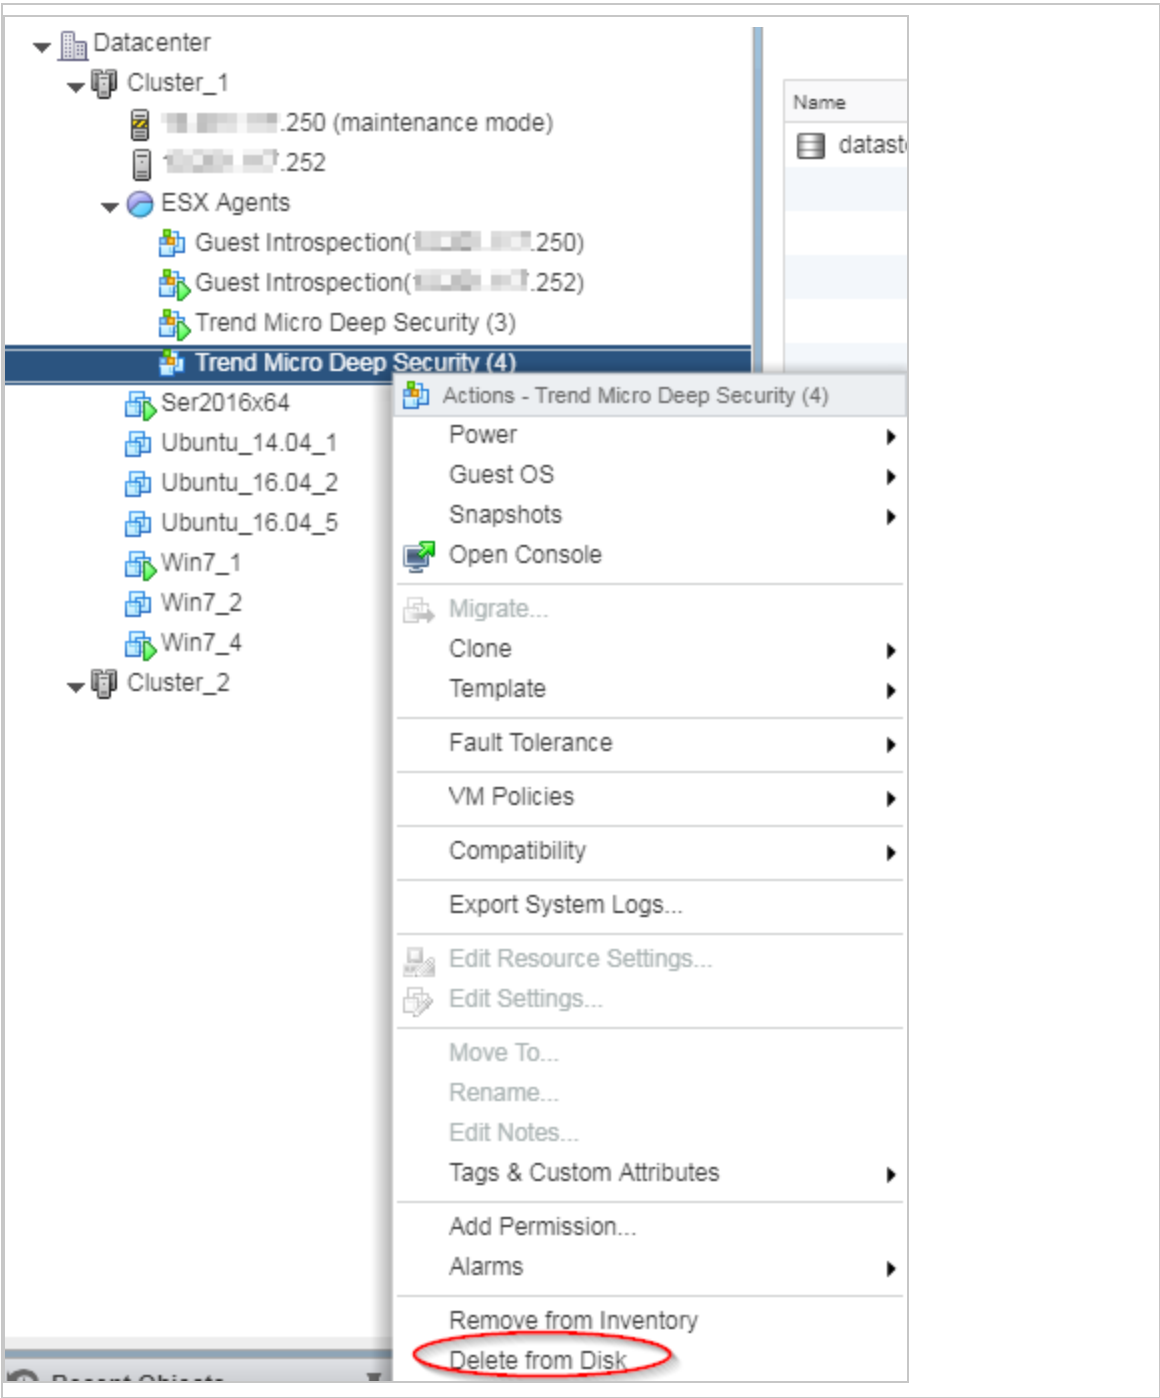 Datacenter
Cluster_1
.250 (maintenance mode)
.252
ESX Agents
Guest Introspection( .250)
Guest Introspection( .252)
Trend Micro Deep Security (3)
Trend Micro Deep Security (4)
Ser2016x64
Ubuntu_14.04_1
Ubuntu_16.04_2
Ubuntu_16.04_5
Win7_1
Win7_2
Win7_4
Cluster_2
Name
Actions - Trend Micro Deep Security (4)
Power
Guest OS
Snapshots
Open Console
Migrate...
Clone
Template
Fault Tolerance
VM Policies
Compatibility
Export System Logs...
Edit Resource Settings...
Edit Settings...
Move To...
Rename...
Edit Notes...
Tags & Custom Attributes
Add Permission...
Alarms
Remove from Inventory
Delete from Disk